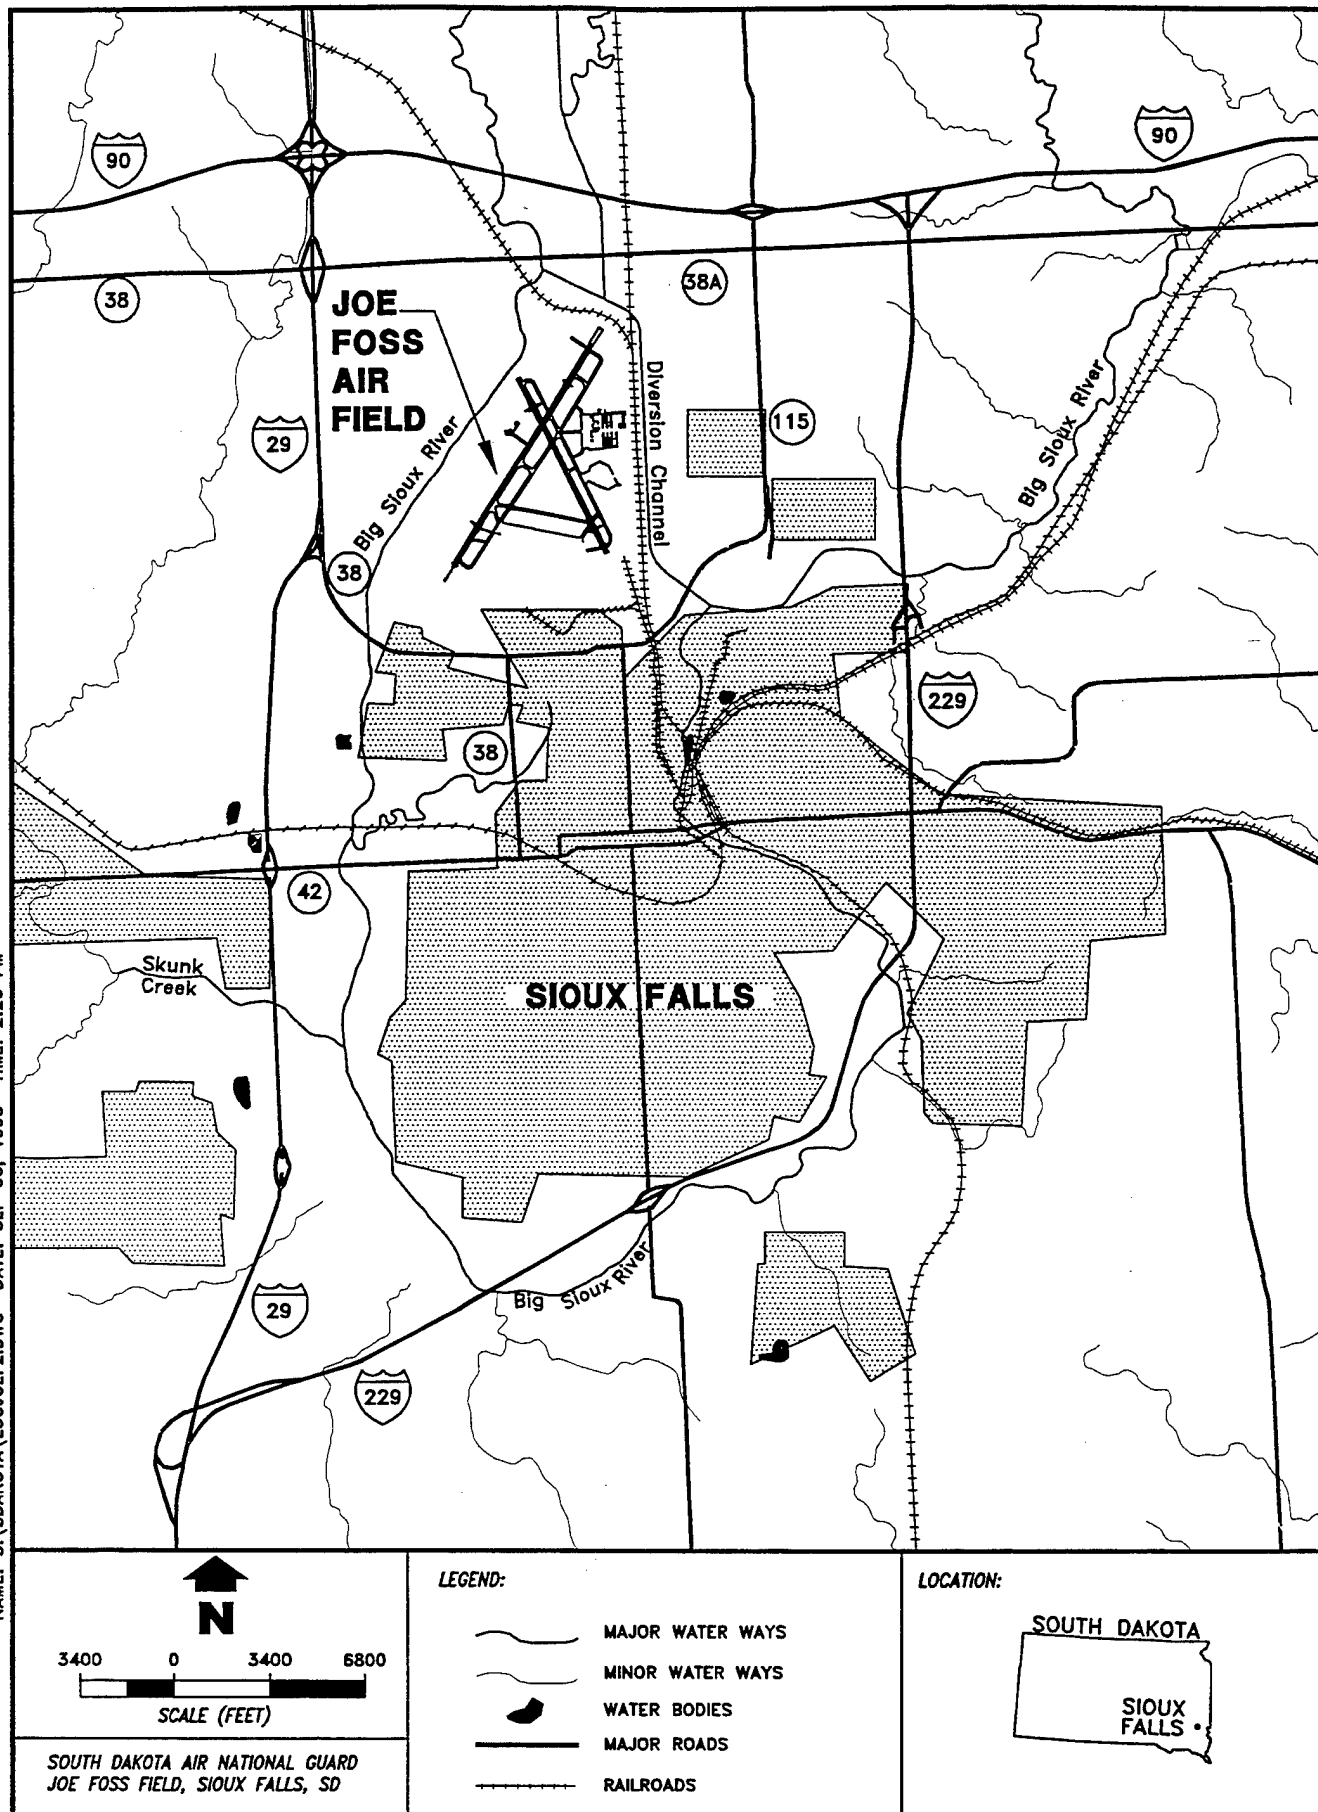 90
90
38
38A
JOE
FOSS
AIR
FIELD
29
Big Sioux River
Diversion Channel
115
Big Sioux River
38
229
38
42
Skunk
Creek
SIOUX FALLS
29
Big Sioux River
229
N
3400 0 3400 6800
SCALE (FEET)
SOUTH DAKOTA AIR NATIONAL GUARD
JOE FOSS FIELD, SIOUX FALLS, SD
LEGEND:
MAJOR WATER WAYS
MINOR WATER WAYS
WATER BODIES
MAJOR ROADS
RAILROADS
LOCATION:
SOUTH DAKOTA
SIOUX
FALLS